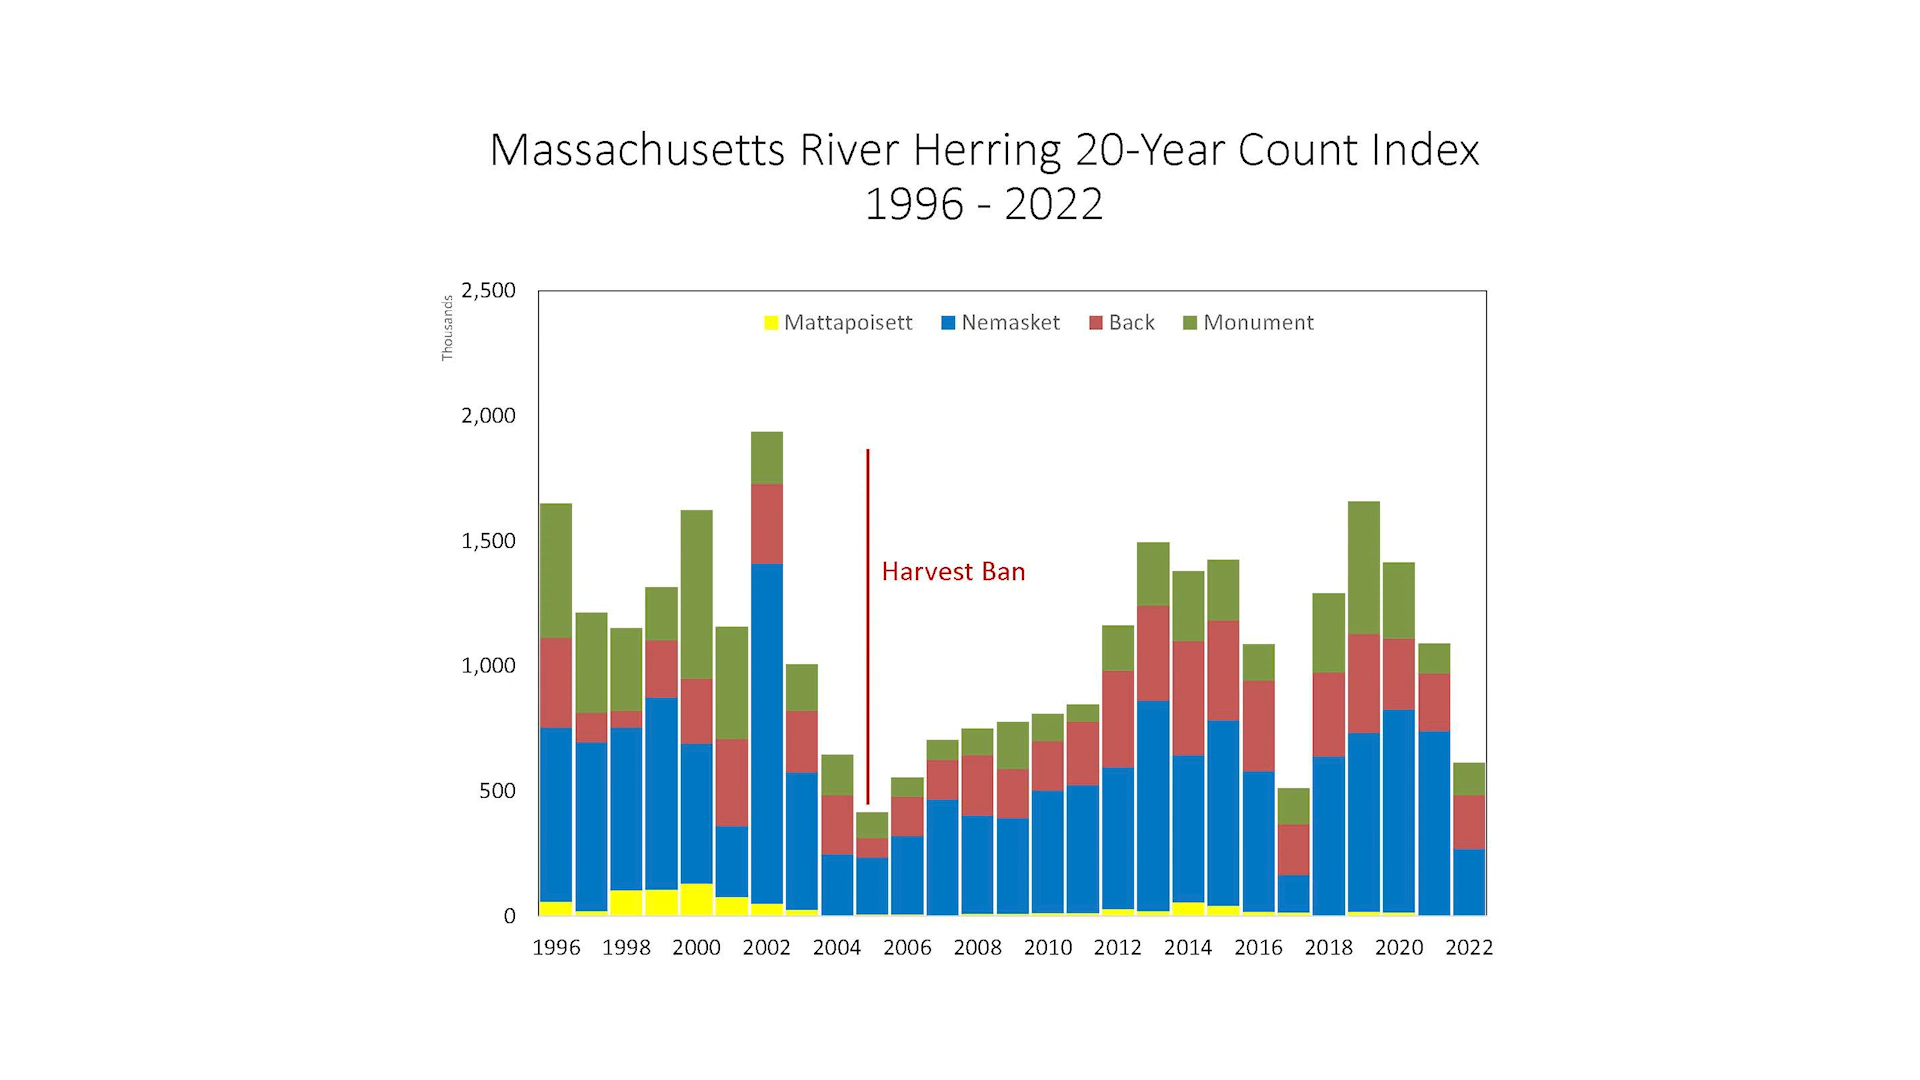 Massachusetts River Herring 20-Year Count Index
1996 - 2022
Thousands
2,500
2,000
1,500
1,000
500
0
Mattapoisett Nemasket Back Monument
Harvest Ban
1996 1998 2000 2002 2004 2006 2008 2010 2012 2014 2016 2018 2020 2022